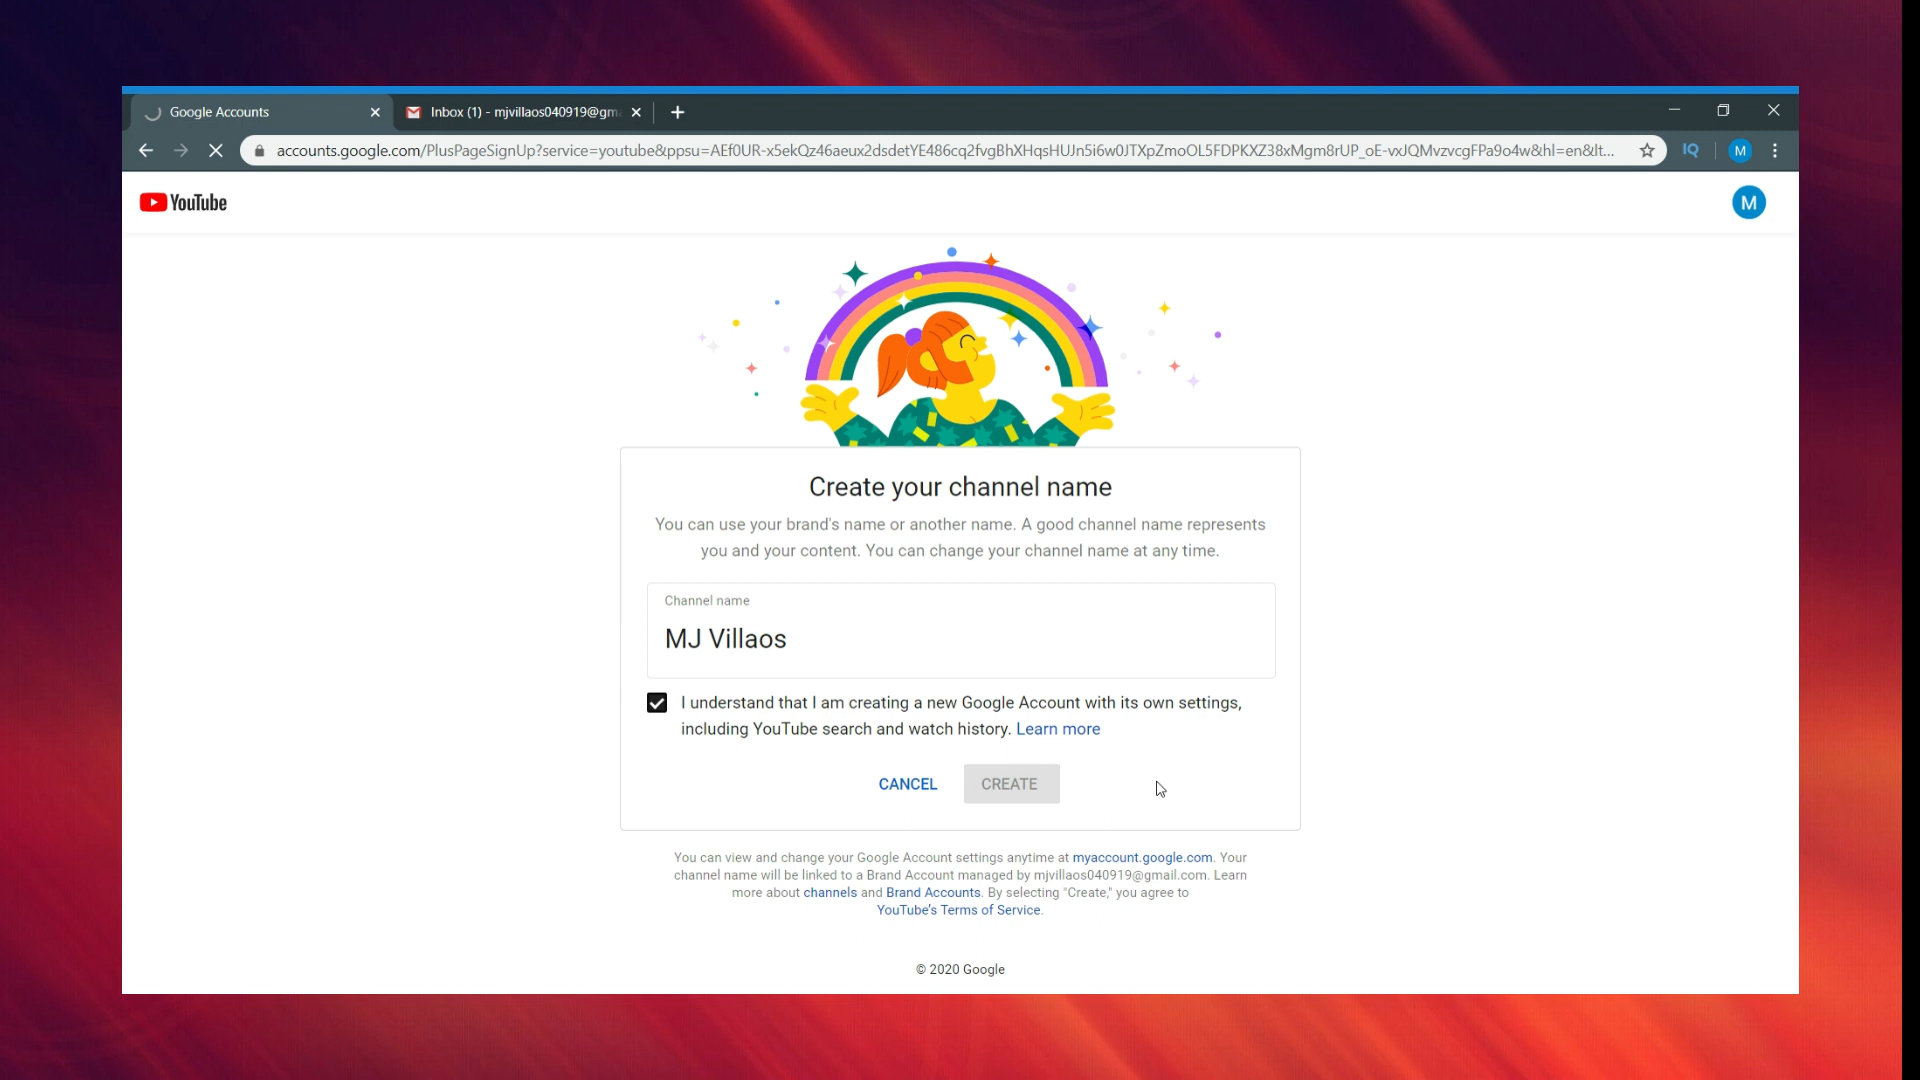 Google Accounts
Inbox (1) - mjvillaos040919@gm
accounts.google.com/PlusPageSignUp?service=youtube&ppsu=AEf0UR-x5ekQz46aeux2dsdetYE486cq2fvgBhXHqsHUJn5i6w0JTXpZmoOL5FDPKXZ38xMgm8rUP_oE-vxJQMvzvcgFPa9o4w&hl=en&lt...
IQ
M
YouTube
M
Create your channel name
You can use your brand's name or another name. A good channel name represents
you and your content. You can change your channel name at any time.
Channel name
MJ Villaos
I understand that I am creating a new Google Account with its own settings,
including YouTube search and watch history. Learn more
CANCEL
CREATE
You can view and change your Google Account settings anytime at myaccount.google.com. Your
channel name will be linked to a Brand Account managed by mjvillaos040919@gmail.com. Learn
more about channels and Brand Accounts. By selecting "Create," you agree to
YouTube's Terms of Service.
© 2020 Google